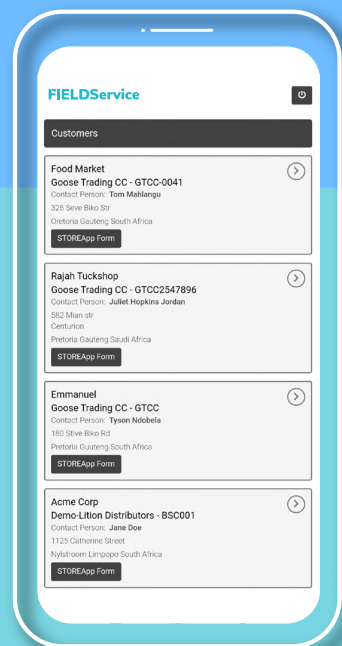 FIELDService
Customers
Food Market
Goose Trading CC - GTCC-0041
Contact Person: Tom Mahlangu
326 Seve Biko Str
Oretoria Gauteng South Africa
STOREApp Form
Rajah Tuckshop
Goose Trading CC - GTCC2547896
Contact Person: Juliet Hopkins Jordan
582 Mian str
Centurion
Pretoria Gauteng Saudi Africa
STOREApp Form
Emmanuel
Goose Trading CC - GTCC
Contact Person: Tyson Ndobela
180 Stive Biko Rd
Pretoria Guuteng South Africa
STOREApp Form
Acme Corp
Demo-Lition Distributors - BSC001
Contact Person: Jane Doe
1125 Catherine Street
Nylstroom Limpopo South Africa
STOREApp Form